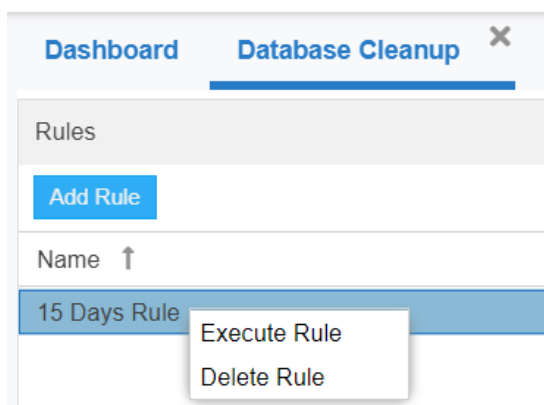 Dashboard Database Cleanup
Rules
Add Rule
Name ↑
15 Days Rule
Execute Rule
Delete Rule